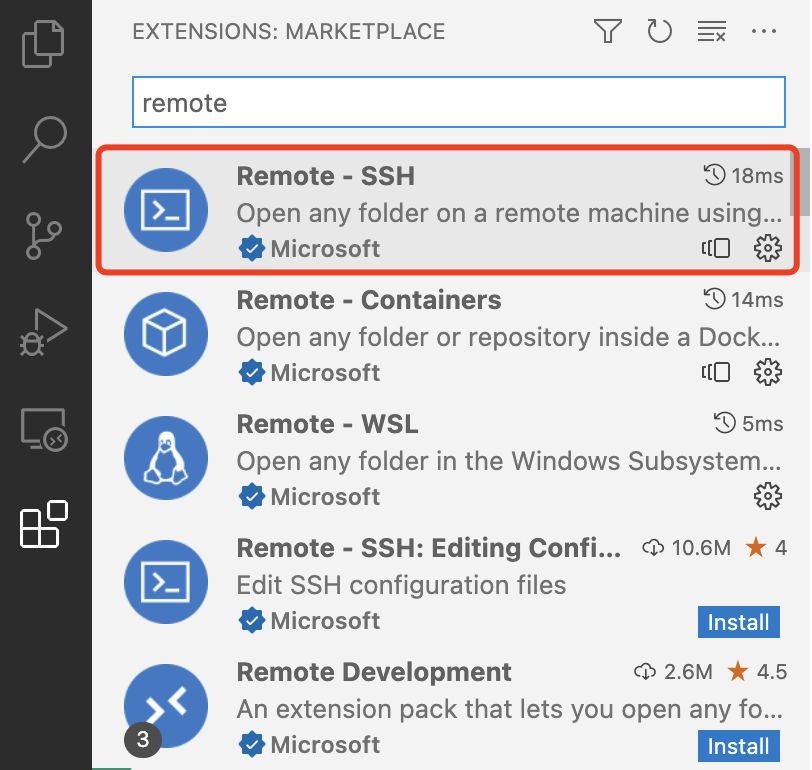 EXTENSIONS: MARKETPLACE
remote
Remote - SSH 18ms
Open any folder on a remote machine using...
Microsoft
Remote - Containers 14ms
Open any folder or repository inside a Dock...
Microsoft
Remote - WSL 5ms
Open any folder in the Windows Subsystem...
Microsoft
Remote - SSH: Editing Confi... 10.6M 4
Edit SSH configuration files
Microsoft Install
Remote Development 2.6M 4.5
An extension pack that lets you open any fo...
3 Microsoft Install